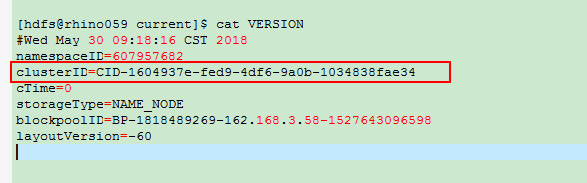 [hdfs@rhino059 current]$ cat VERSION
#Wed May 30 09:18:16 CST 2018
namespaceID=607957682
clusterID=CID-1604937e-fed9-4df6-9a0b-1034838fae34
cTime=0
storageType=NAME_NODE
blockpoolID=BP-1818489269-162.168.3.58-1527643096598
layoutVersion=-60